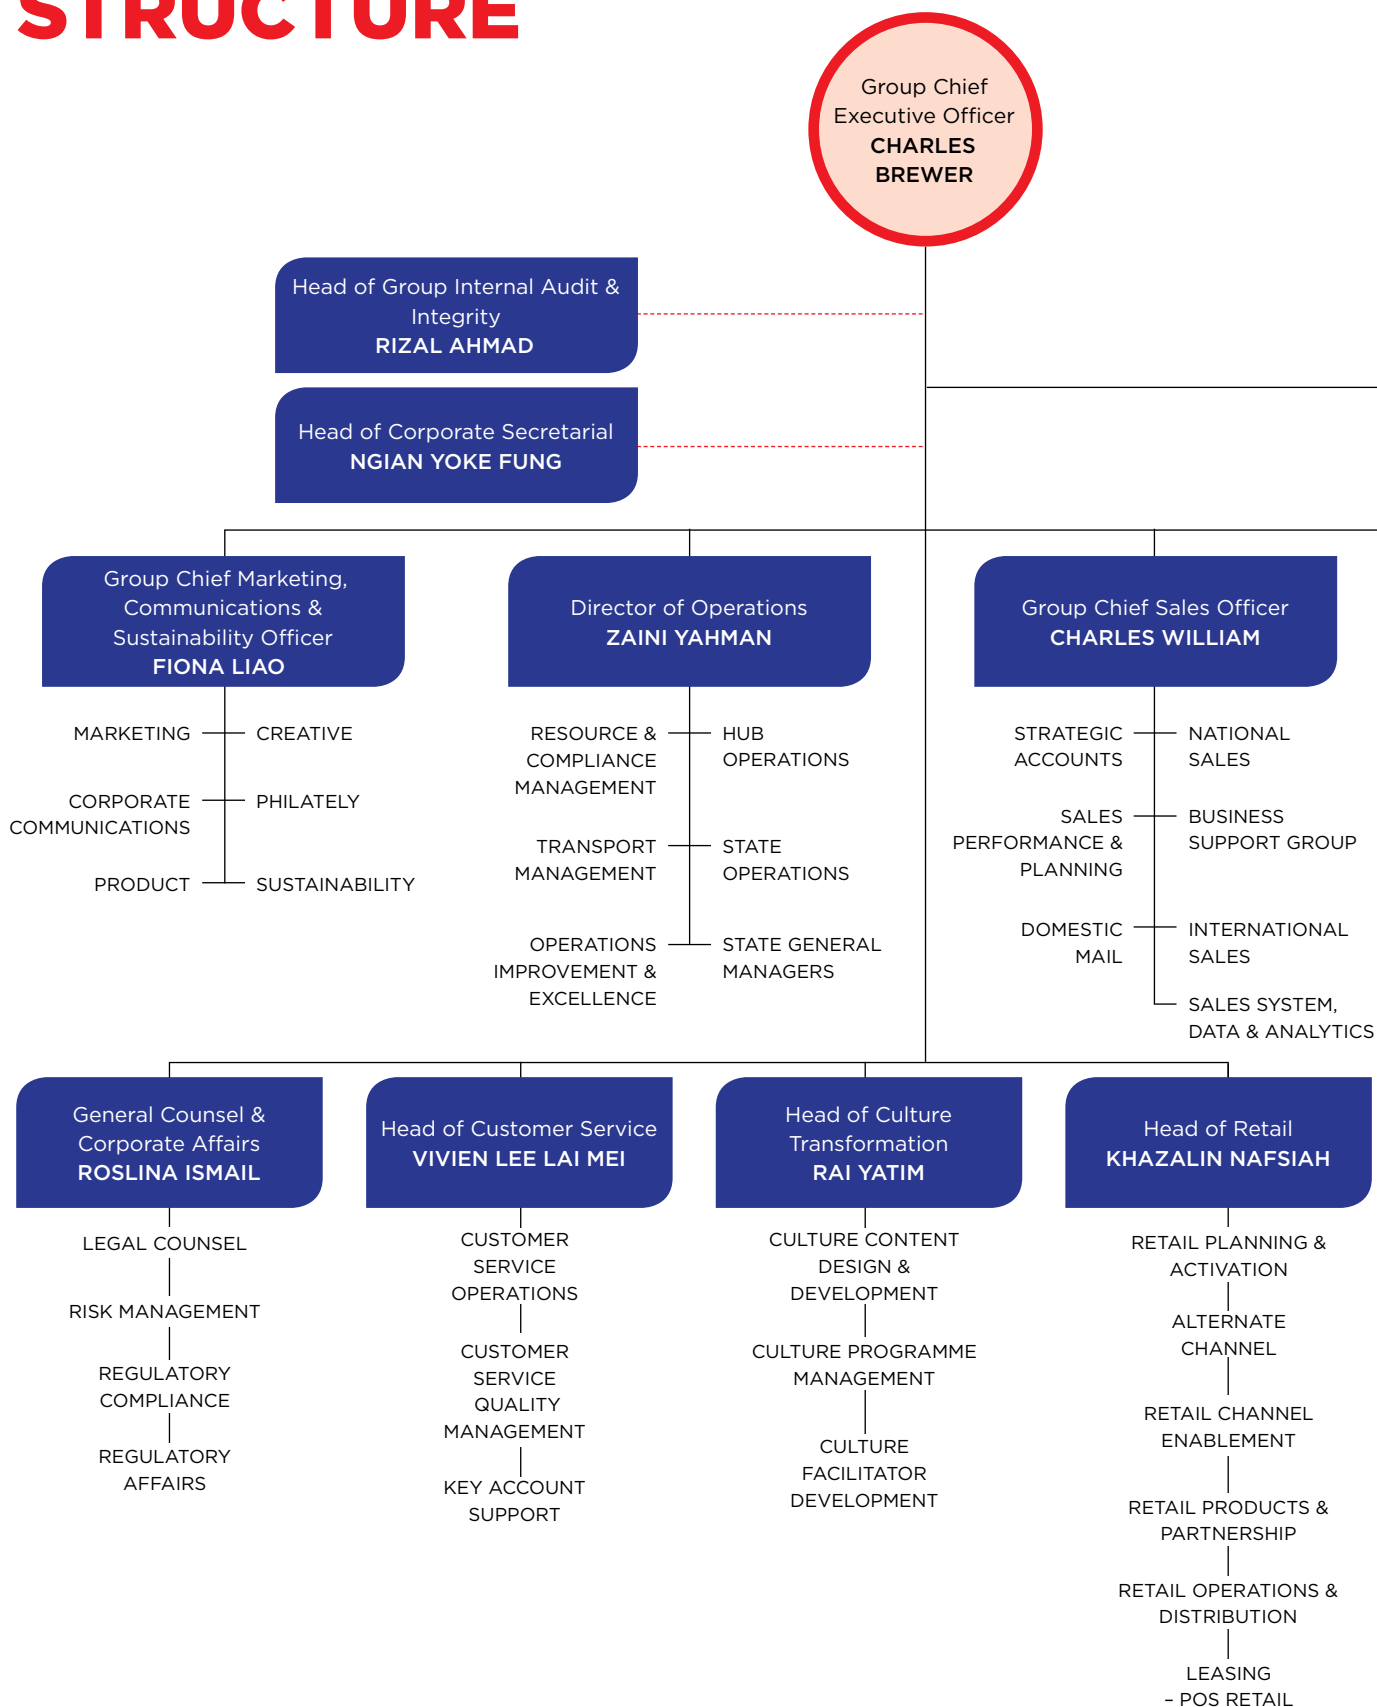 STRUCTURE
Group Chief
Executive Officer
CHARLES
BREWER
Head of Group Internal Audit &
Integrity
RIZAL AHMAD
Head of Corporate Secretarial
NGIAN YOKE FUNG
Group Chief Marketing,
Communications &
Sustainability Officer
FIONA LIAO
MARKETING
CREATIVE
CORPORATE
COMMUNICATIONS
PHILATELY
PRODUCT
SUSTAINABILITY
Director of Operations
ZAINI YAHMAN
RESOURCE &
COMPLIANCE
MANAGEMENT
HUB
OPERATIONS
TRANSPORT
MANAGEMENT
STATE
OPERATIONS
OPERATIONS
IMPROVEMENT &
EXCELLENCE
STATE GENERAL
MANAGERS
Group Chief Sales Officer
CHARLES WILLIAM
STRATEGIC
ACCOUNTS
NATIONAL
SALES
SALES
PERFORMANCE &
PLANNING
BUSINESS
SUPPORT GROUP
DOMESTIC
MAIL
INTERNATIONAL
SALES
SALES SYSTEM,
DATA & ANALYTICS
General Counsel &
Corporate Affairs
ROSLINA ISMAIL
LEGAL COUNSEL
RISK MANAGEMENT
REGULATORY
COMPLIANCE
REGULATORY
AFFAIRS
Head of Customer Service
VIVIEN LEE LAI MEI
CUSTOMER
SERVICE
OPERATIONS
CUSTOMER
SERVICE
QUALITY
MANAGEMENT
KEY ACCOUNT
SUPPORT
Head of Culture
Transformation
RAI YATIM
CULTURE CONTENT
DESIGN &
DEVELOPMENT
CULTURE PROGRAMME
MANAGEMENT
CULTURE
FACILITATOR
DEVELOPMENT
Head of Retail
KHAZALIN NAFSIAH
RETAIL PLANNING &
ACTIVATION
ALTERNATE
CHANNEL
RETAIL CHANNEL
ENABLEMENT
RETAIL PRODUCTS &
PARTNERSHIP
RETAIL OPERATIONS &
DISTRIBUTION
LEASING
– POS RETAIL